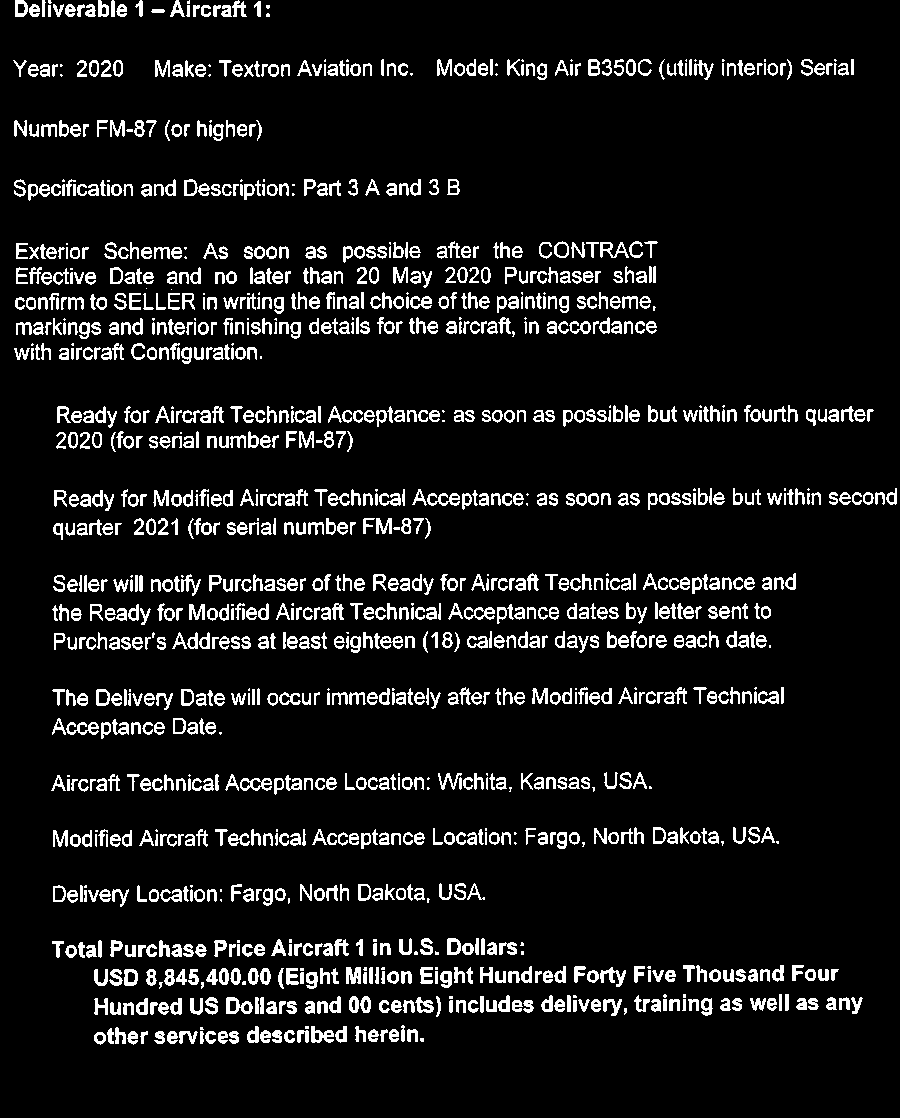 Deliverable 1 – Aircraft 1:
Year: 2020 Make: Textron Aviation Inc. Model: King Air B350C (utility interior) Serial
Number FM-87 (or higher)
Specification and Description: Part 3 A and 3 B
Exterior Scheme: As soon as possible after the CONTRACT
Effective Date and no later than 20 May 2020 Purchaser shall
confirm to SELLER in writing the final choice of the painting scheme,
markings and interior finishing details for the aircraft, in accordance
with aircraft Configuration.
Ready for Aircraft Technical Acceptance: as soon as possible but within fourth quarter
2020 (for serial number FM-87)
Ready for Modified Aircraft Technical Acceptance: as soon as possible but within second
quarter 2021 (for serial number FM-87)
Seller will notify Purchaser of the Ready for Aircraft Technical Acceptance and
the Ready for Modified Aircraft Technical Acceptance dates by letter sent to
Purchaser's Address at least eighteen (18) calendar days before each date.
The Delivery Date will occur immediately after the Modified Aircraft Technical
Acceptance Date.
Aircraft Technical Acceptance Location: Wichita, Kansas, USA.
Modified Aircraft Technical Acceptance Location: Fargo, North Dakota, USA.
Delivery Location: Fargo, North Dakota, USA.
Total Purchase Price Aircraft 1 in U.S. Dollars:
USD 8,845,400.00 (Eight Million Eight Hundred Forty Five Thousand Four
Hundred US Dollars and 00 cents) includes delivery, training as well as any
other services described herein.